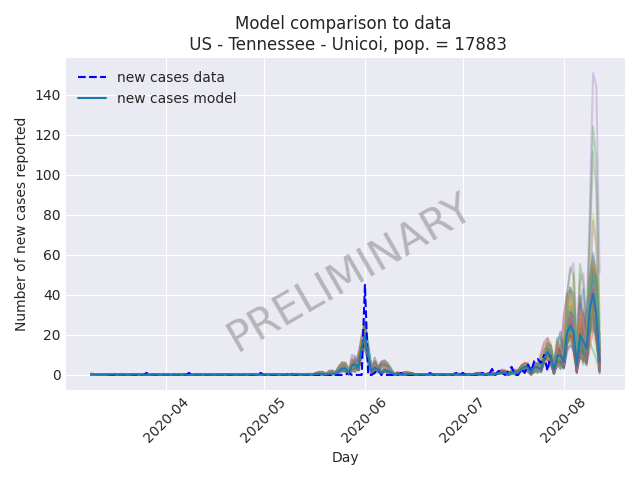 Model comparison to data
US - Tennessee - Unicoi, pop. = 17883
new cases data
new cases model
Number of new cases reported
140
120
100
80
60
40
20
0
PRELIMINARY
2020-04
2020-05
2020-06
2020-07
2020-08
Day